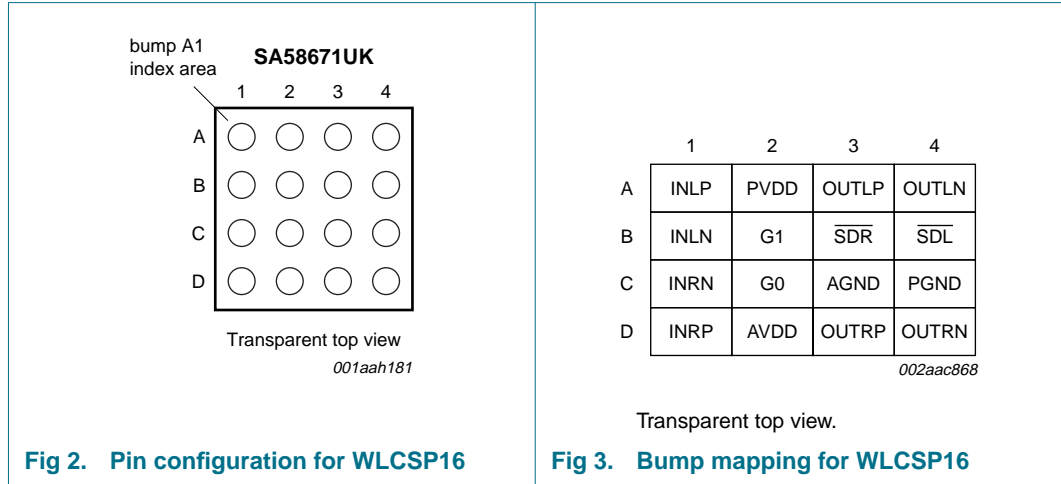 bump A1
index area
SA58671UK
1 2 3 4
A
B
C
D
Transparent top view
001aah181
Fig 2. Pin configuration for WLCSP16
1 2 3 4
A INLP PVDD OUTLP OUTLN
B INLN G1 S̅D̅R̅ S̅D̅L̅
C INRN G0 AGND PGND
D INRP AVDD OUTRP OUTRN
002aac868
Transparent top view.
Fig 3. Bump mapping for WLCSP16